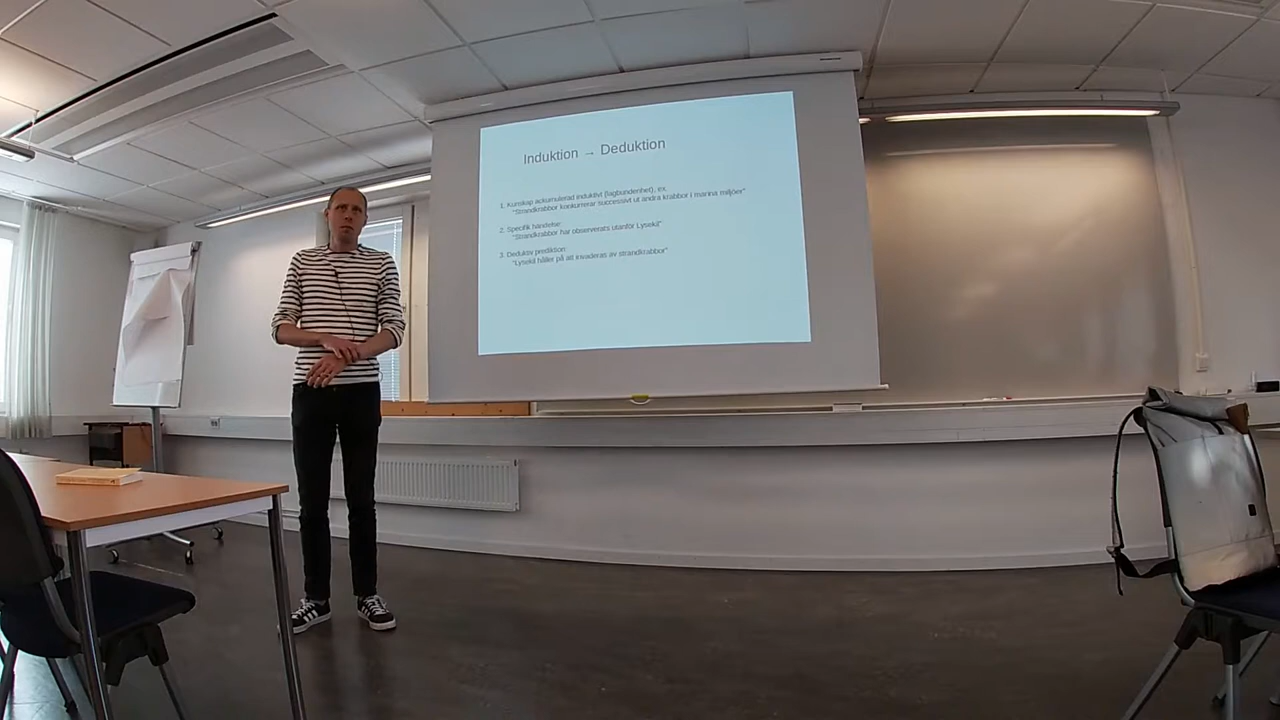 Induktion → Deduktion
1. Kunskap ackumulerad induktivt (lagbundenhet), ex.
"Strandkrabbor konkurrerar successivt ut andra krabbor i marina miljöer"
2. Specifik händelse:
"Strandkrabbor har observerats utanför Lysekil"
3. Deduktiv prediktion:
"Lysekil håller på att invaderas av strandkrabbor"